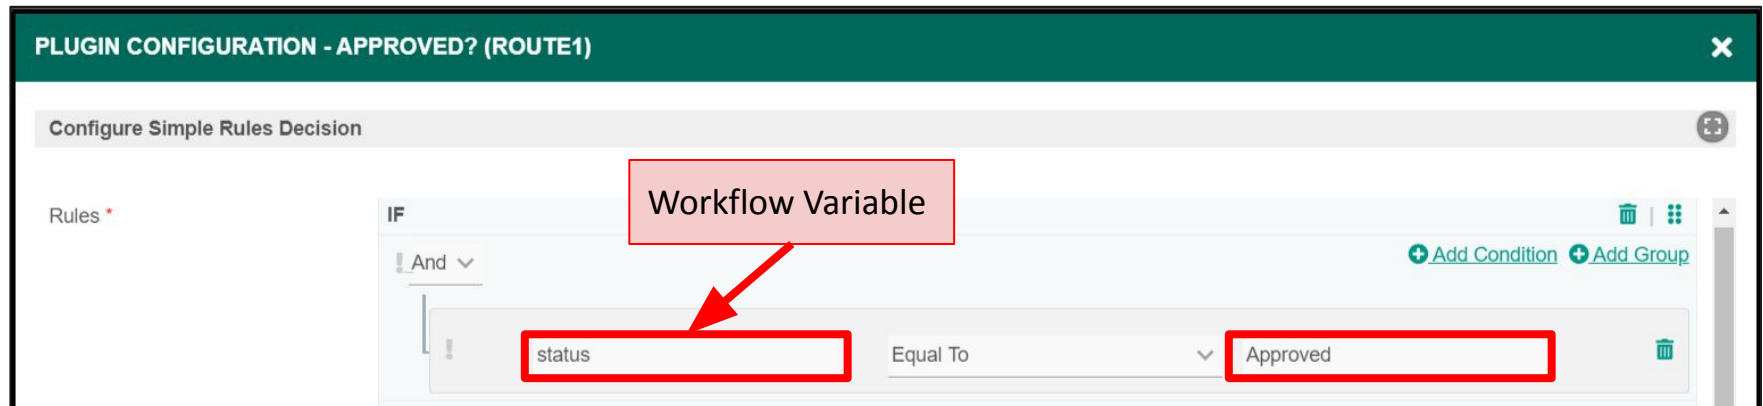 PLUGIN CONFIGURATION - APPROVED? (ROUTE1)
Configure Simple Rules Decision
Workflow Variable
Rules *
IF
And
Add Condition Add Group
status Equal To Approved